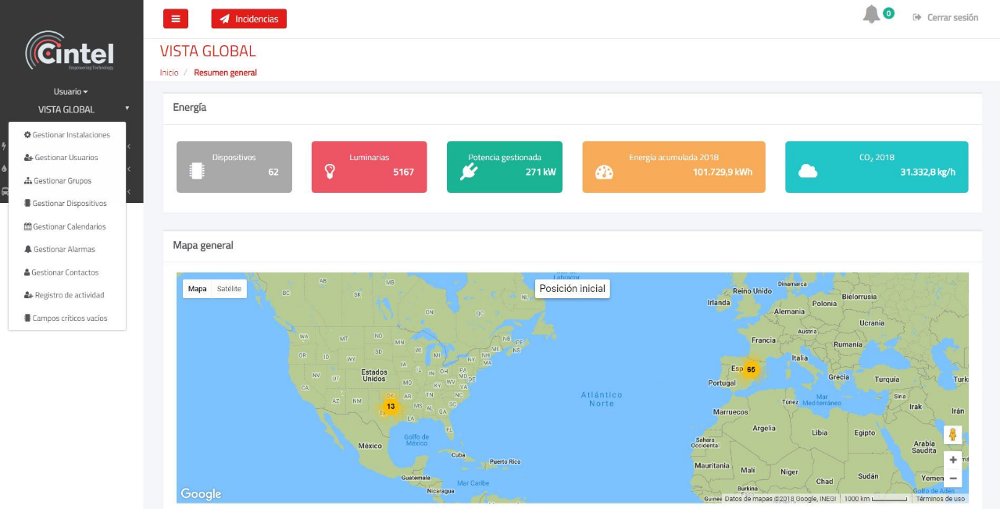 Incidencias
0
Cerrar sesión
Cintel
Empowering Technology
Usuario
VISTA GLOBAL
Gestionar Instalaciones
Gestionar Usuarios
Gestionar Grupos
Gestionar Dispositivos
Gestionar Calendarios
Gestionar Alarmas
Gestionar Contactos
Registro de actividad
Campos críticos vacíos
VISTA GLOBAL
Inicio / Resumen general
Energía
Dispositivos
62
Luminarias
5167
Potencia gestionada
271 kW
Energía acumulada 2018
101.729,9 kWh
CO₂ 2018
31.332,8 kg/h
Mapa general
Mapa Satélite
Posición inicial
Labrador
AB
MB
BC
SK
ON
QC
NL
NB
PE
NS
WA
MT
ND
MN
OR
ID
WY
SD
WI
MI
ME
NH
NY
MA
IA
IL
IN
OH
PA
MD
DE
NV
UT
Estados
Unidos
MO
KY
WV
VA
CA
AZ
NM
OK
AR
TN
NC
SC
MS
AL
GA
TX
LA
FL
13
México
Golfo de
México
Cuba
Puerto Rico
Guatemala
Mar Caribe
Nicaragua
Atlántico
Norte
Reino Unido
Dinamarca
Irlanda
Polonia
Bielorrusia
Alemania
Ucrania
Austria
Francia
Rumanía
Italia
Esp
65
Portugal
Grecia
Turquía
Turk
Mar
Mediterráneo
Túnez
Siria
Irak
Irán
Marruecos
Argelia
Libia
Egipto
Sahara
Occidental
Arabia
Saudita
Mauritania
Malí
Níger
Chad
Sudán
Yemen
Burkina
Golfo de Adén
Guinea
Google
Datos de mapas ©2018 Google, INEGI
1000 km
Términos de uso